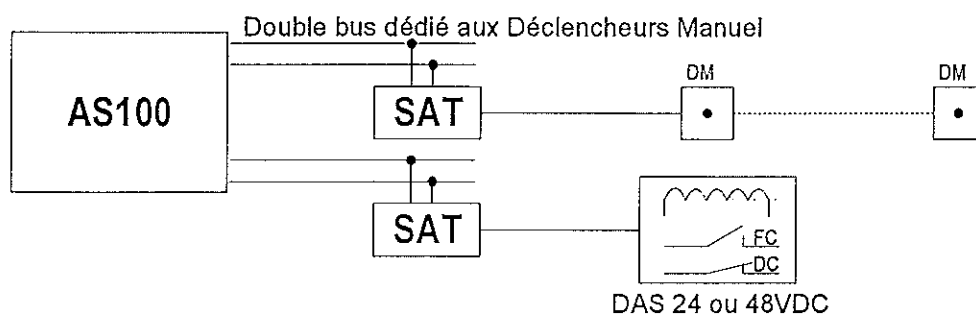 Double bus dédié aux Déclencheurs Manuel
AS100
SAT
DM
DM
SAT
FC
DC
DAS 24 ou 48VDC